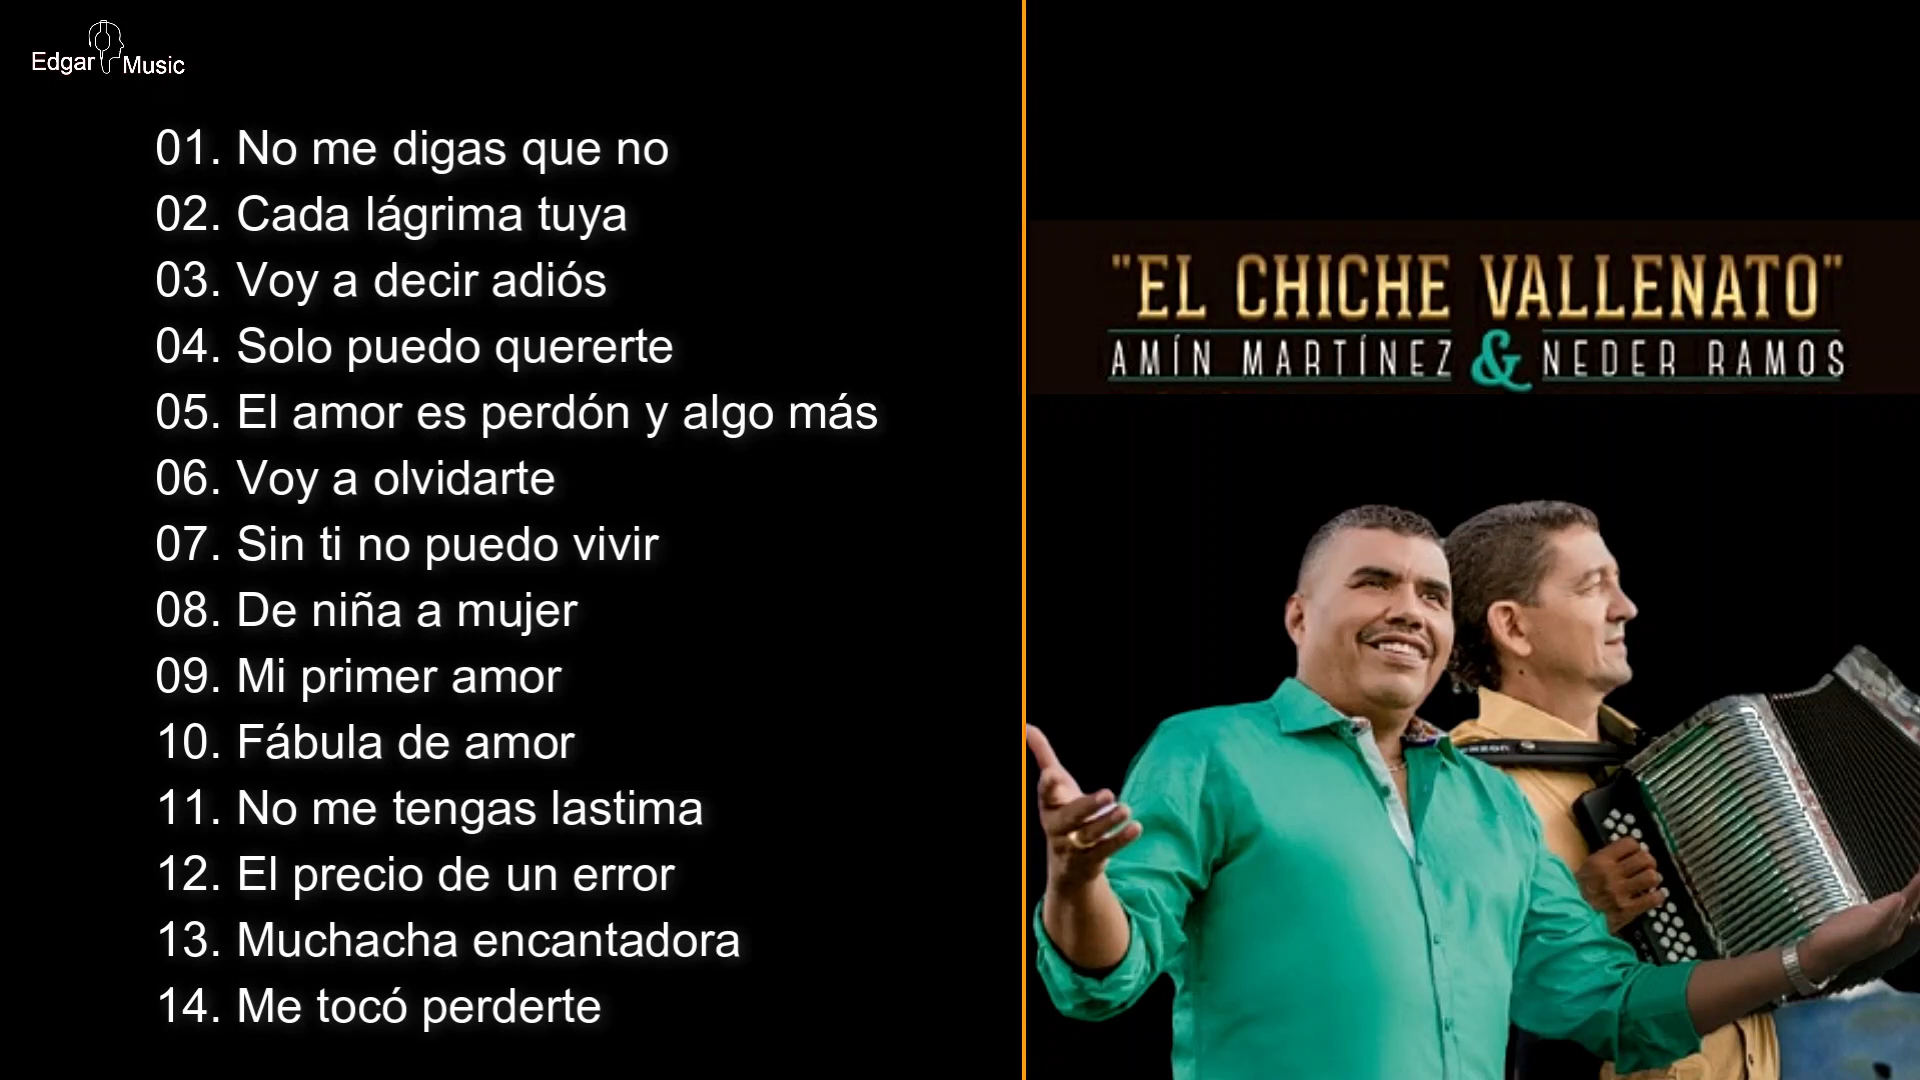 Edgar Music
01. No me digas que no
02. Cada lágrima tuya
03. Voy a decir adiós
04. Solo puedo quererte
05. El amor es perdón y algo más
06. Voy a olvidarte
07. Sin ti no puedo vivir
08. De niña a mujer
09. Mi primer amor
10. Fábula de amor
11. No me tengas lastima
12. El precio de un error
13. Muchacha encantadora
14. Me tocó perderte
"EL CHICHE VALLENATO"
AMÍN MARTÍNEZ & NEDER RAMOS